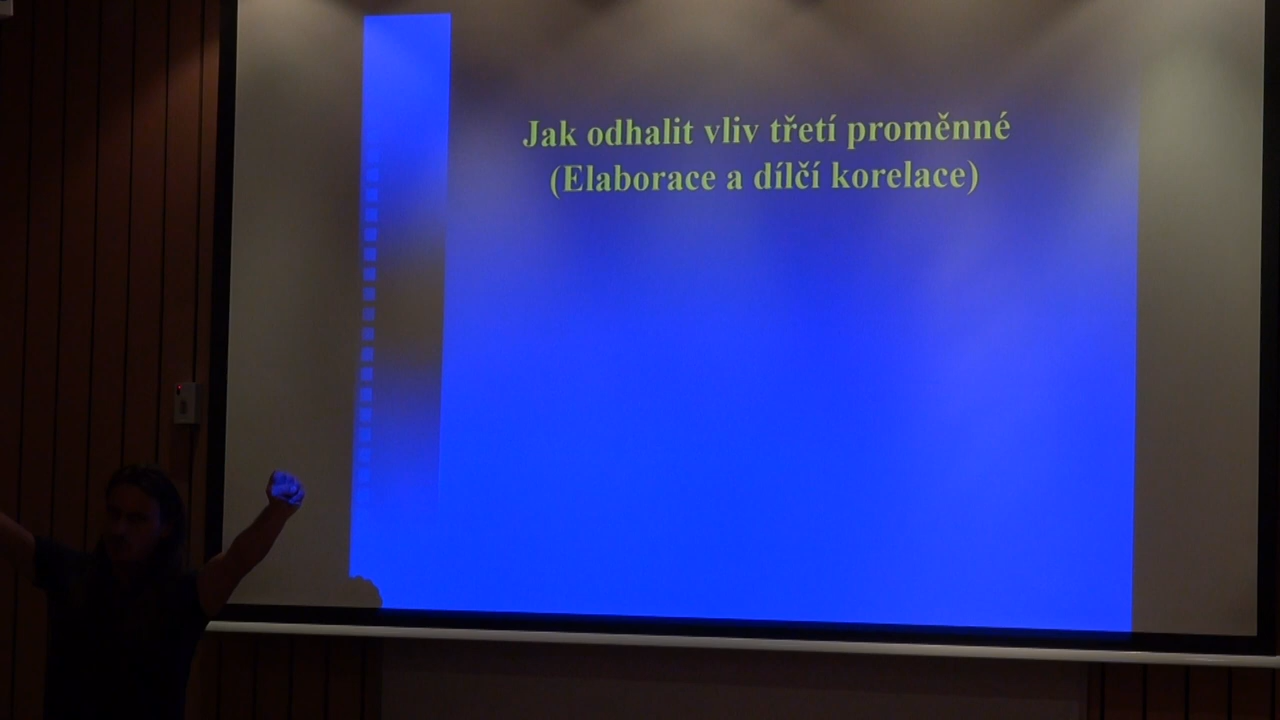 Jak odhalit vliv třetí proměnné
(Elaborace a dílčí korelace)